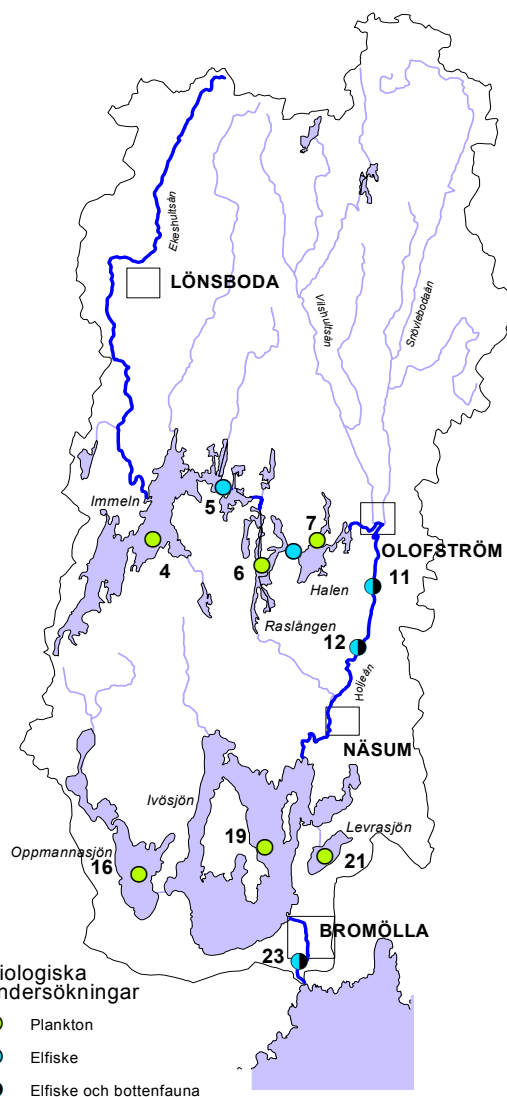 Ekeshultsån
LÖNSBODA
Vilshultsån
Snövlebodaån
Immeln
5
7
4
6
OLOFSTRÖM
Halen
11
Raslången
12
Holjeån
NÄSUM
Ivösjön
19
Levrasjön
Oppmannasjön
16
21
BROMÖLLA
23
iologiska
ndersökningar
Plankton
Elfiske
Elfiske och bottenfauna